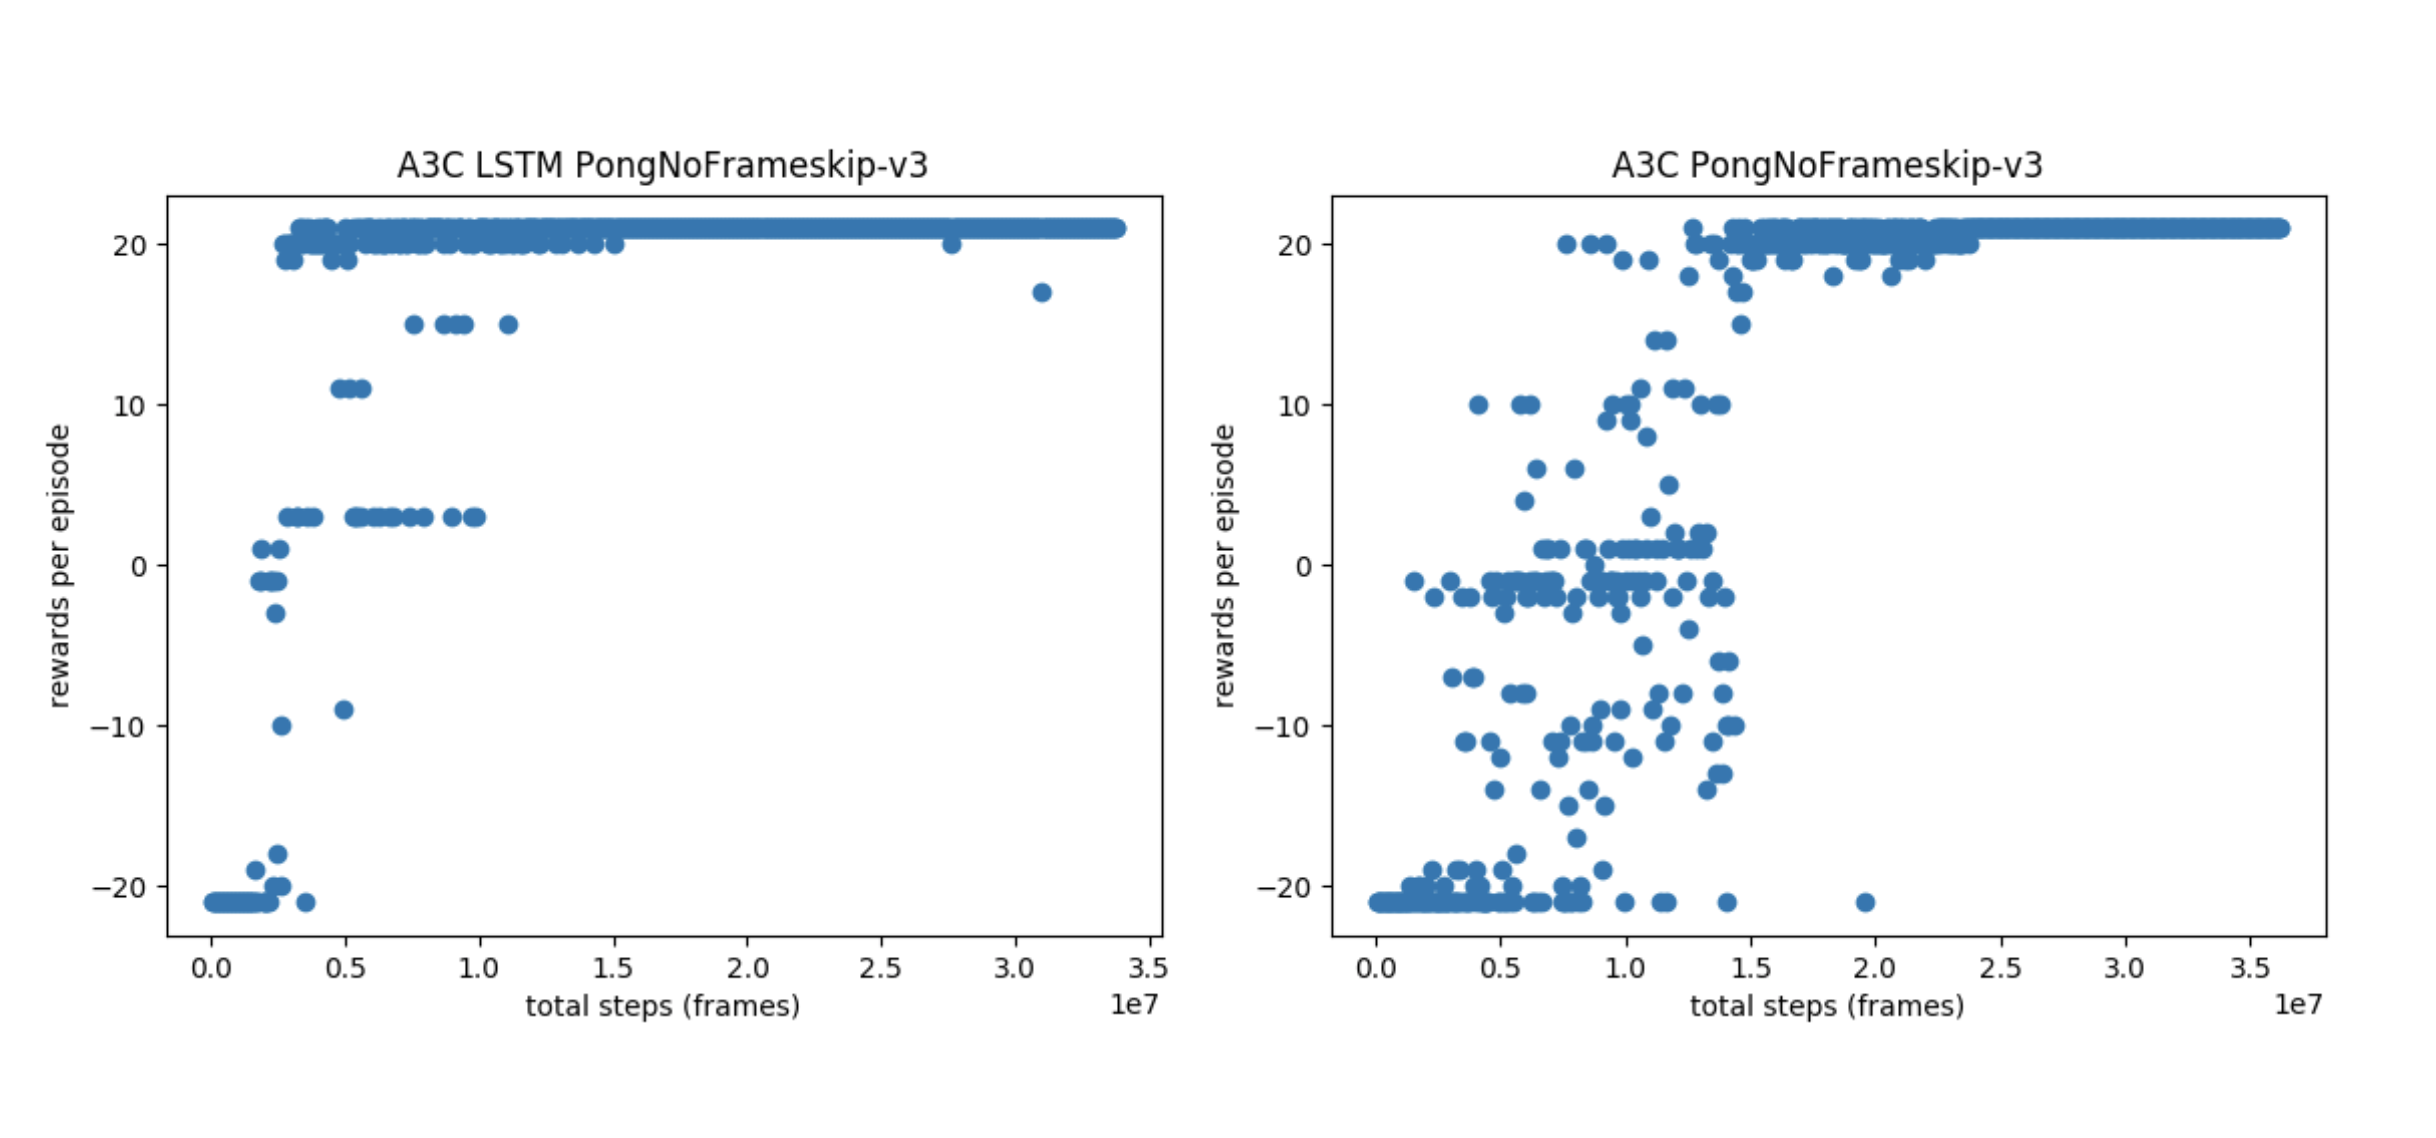 A3C LSTM PongNoFrameskip-v3
rewards per episode
20
10
0
−10
−20
0.0 0.5 1.0 1.5 2.0 2.5 3.0 3.5
1e7
total steps (frames)
A3C PongNoFrameskip-v3
rewards per episode
20
10
0
−10
−20
0.0 0.5 1.0 1.5 2.0 2.5 3.0 3.5
1e7
total steps (frames)